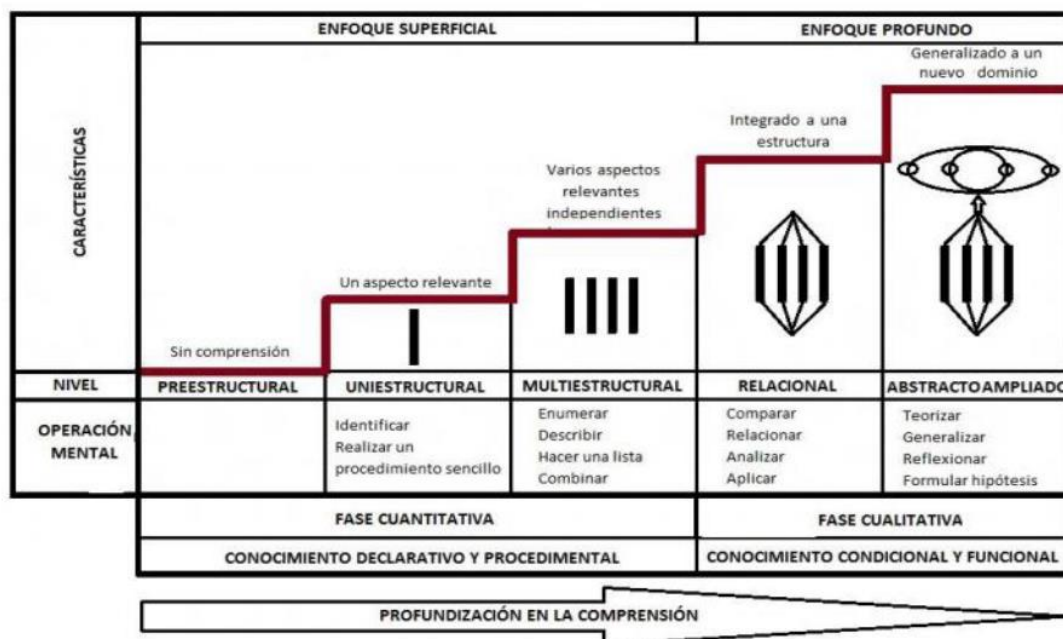 ENFOQUE SUPERFICIAL
ENFOQUE PROFUNDO
CARACTERÍSTICAS
Generalizado a un
nuevo dominio
Integrado a una
estructura
Varios aspectos
relevantes
independientes
Un aspecto relevante
Sin comprensión
NIVEL
PREESTRUCTURAL
UNIESTRUCTURAL
MULTIESTRUCTURAL
RELACIONAL
ABSTRACTO AMPLIADO
OPERACIÓN
MENTAL
Identificar
Realizar un
procedimiento sencillo
Enumerar
Describir
Hacer una lista
Combinar
Comparar
Relacionar
Analizar
Aplicar
Teorizar
Generalizar
Reflexionar
Formular hipótesis
FASE CUANTITATIVA
FASE CUALITATIVA
CONOCIMIENTO DECLARATIVO Y PROCEDIMENTAL
CONOCIMIENTO CONDICIONAL Y FUNCIONAL
PROFUNDIZACIÓN EN LA COMPRENSIÓN